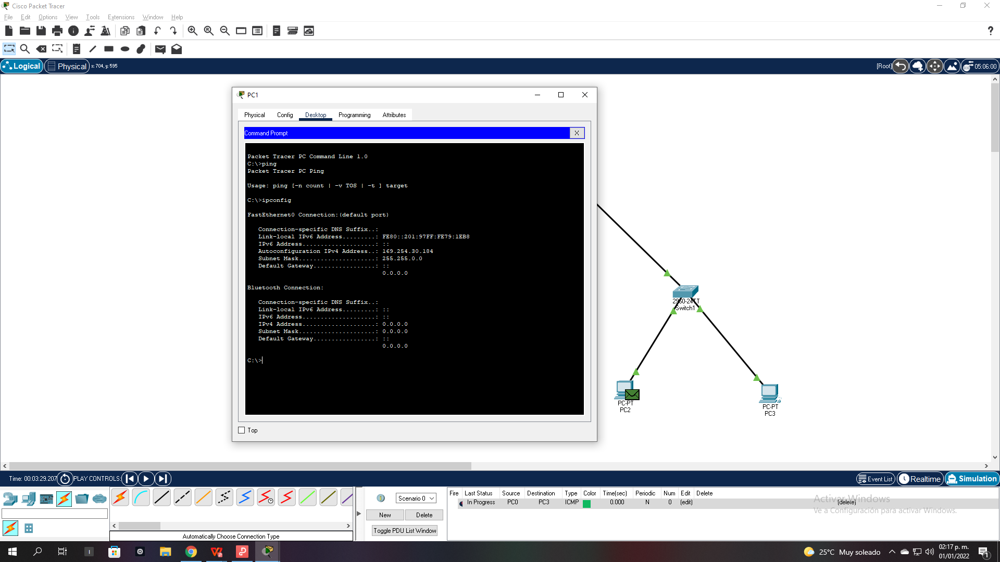 Cisco Packet Tracer
File Edit Options View Tools Extensions Window Help
Logical Physical x: 704, y: 595 [Root] 05:06:00
PC1
Physical Config Desktop Programming Attributes
Command Prompt X
Packet Tracer PC Command Line 1.0
C:\>ping
Packet Tracer PC Ping
Usage: ping [-n count | -v TOS | -t ] target
C:\>ipconfig
FastEthernet0 Connection:(default port)
Connection-specific DNS Suffix..:
Link-local IPv6 Address.........: FE80::201:97FF:FE79:1EB8
IPv6 Address....................: ::
Autoconfiguration IPv4 Address..: 169.254.30.184
Subnet Mask.....................: 255.255.0.0
Default Gateway.................: ::
0.0.0.0
Bluetooth Connection:
Connection-specific DNS Suffix..:
Link-local IPv6 Address.........: ::
IPv6 Address....................: ::
IPv4 Address....................: 0.0.0.0
Subnet Mask.....................: 0.0.0.0
Default Gateway.................: ::
0.0.0.0
C:\>
Top
2960-24TT
Switch1
PC-PT
PC2
PC-PT
PC3
Time: 00:03:29.207 PLAY CONTROLS: Event List Realtime Simulation
Scenario 0
New Delete
Toggle PDU List Window
Automatically Choose Connection Type
Fire Last Status Source Destination Type Color Time(sec) Periodic Num Edit Delete
In Progress PC0 PC3 ICMP 0.000 N 0 (edit) (delete)
Activar Windows
Ve a Configuración para activar Windows.
25°C Muy soleado
02:17 p. m.
01/01/2022
1